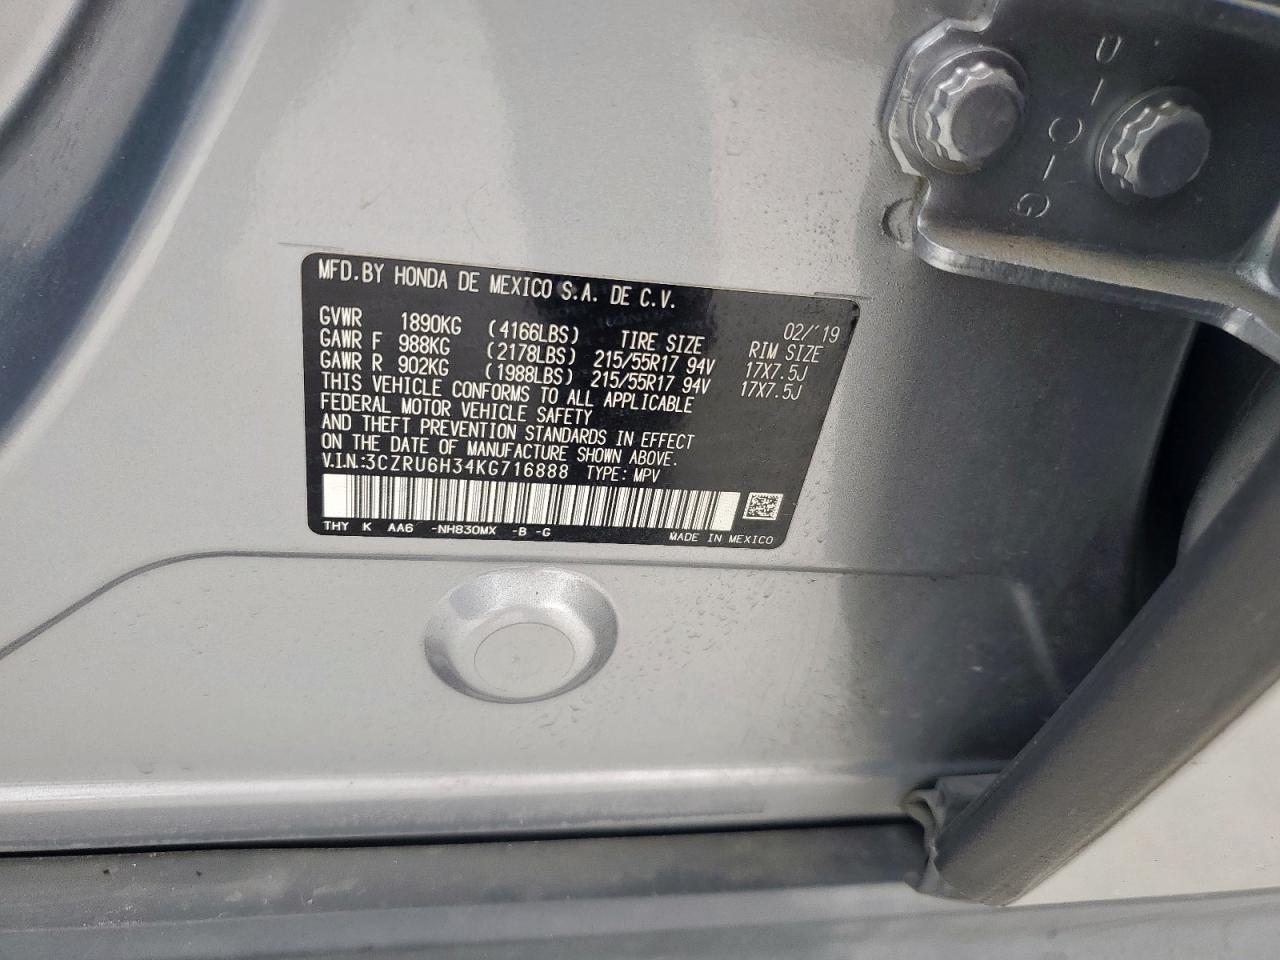 MFD.BY HONDA DE MEXICO S.A. DE C.V.
02/'19
GVWR 1890KG (4166LBS) TIRE SIZE RIM SIZE
GAWR F 988KG (2178LBS) 215/55R17 94V 17X7.5J
GAWR R 902KG (1988LBS) 215/55R17 94V 17X7.5J
THIS VEHICLE CONFORMS TO ALL APPLICABLE
FEDERAL MOTOR VEHICLE SAFETY
AND THEFT PREVENTION STANDARDS IN EFFECT
ON THE DATE OF MANUFACTURE SHOWN ABOVE.
V.I.N.:3CZRU6H34KG716888 TYPE: MPV
THY K AA6 -NH830MX -B -G
MADE IN MEXICO